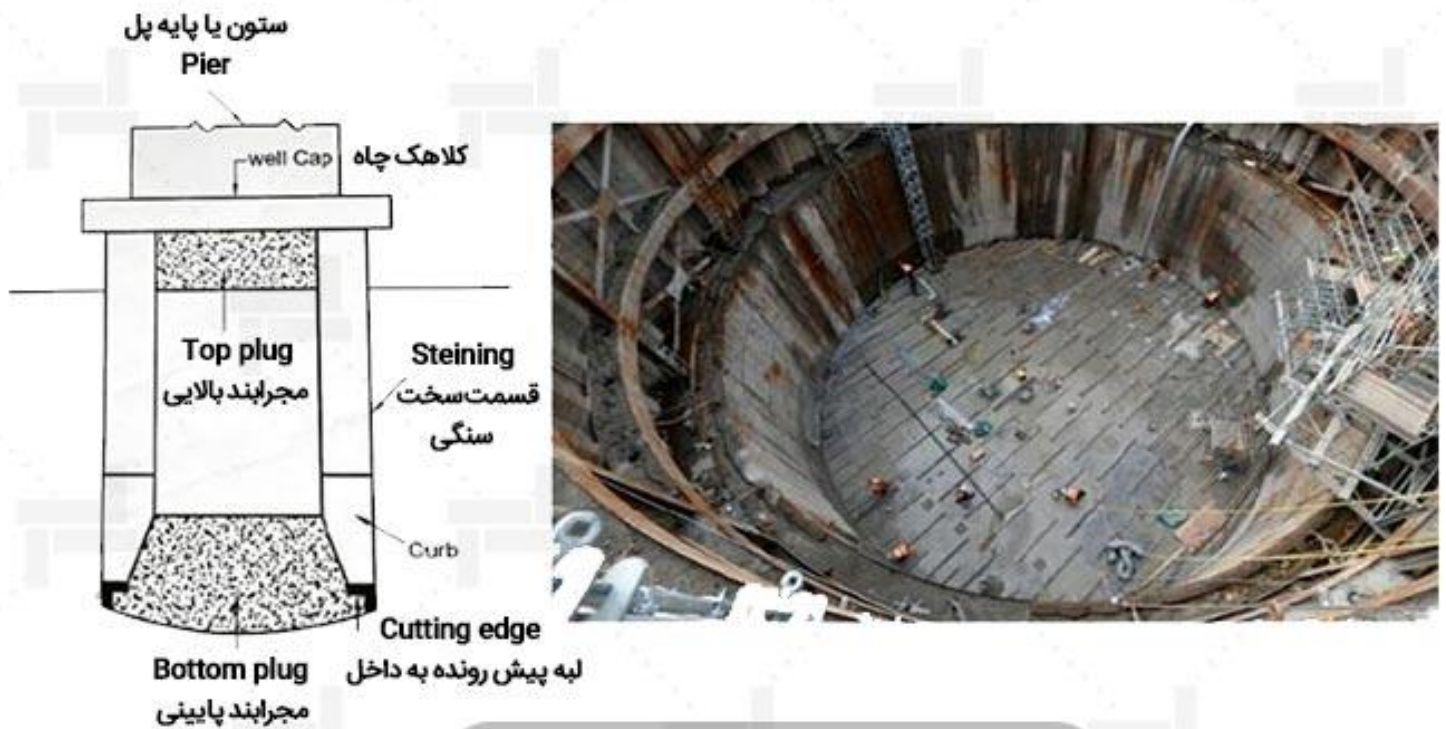 ستون یا پایه پل
Pier
well Cap کلاهک چاه
Top plug
مجرابند بالایی
Steining
قسمت سخت
سنگی
Curb
Cutting edge
لبه پیش رونده به داخل
Bottom plug
مجرابند پایینی